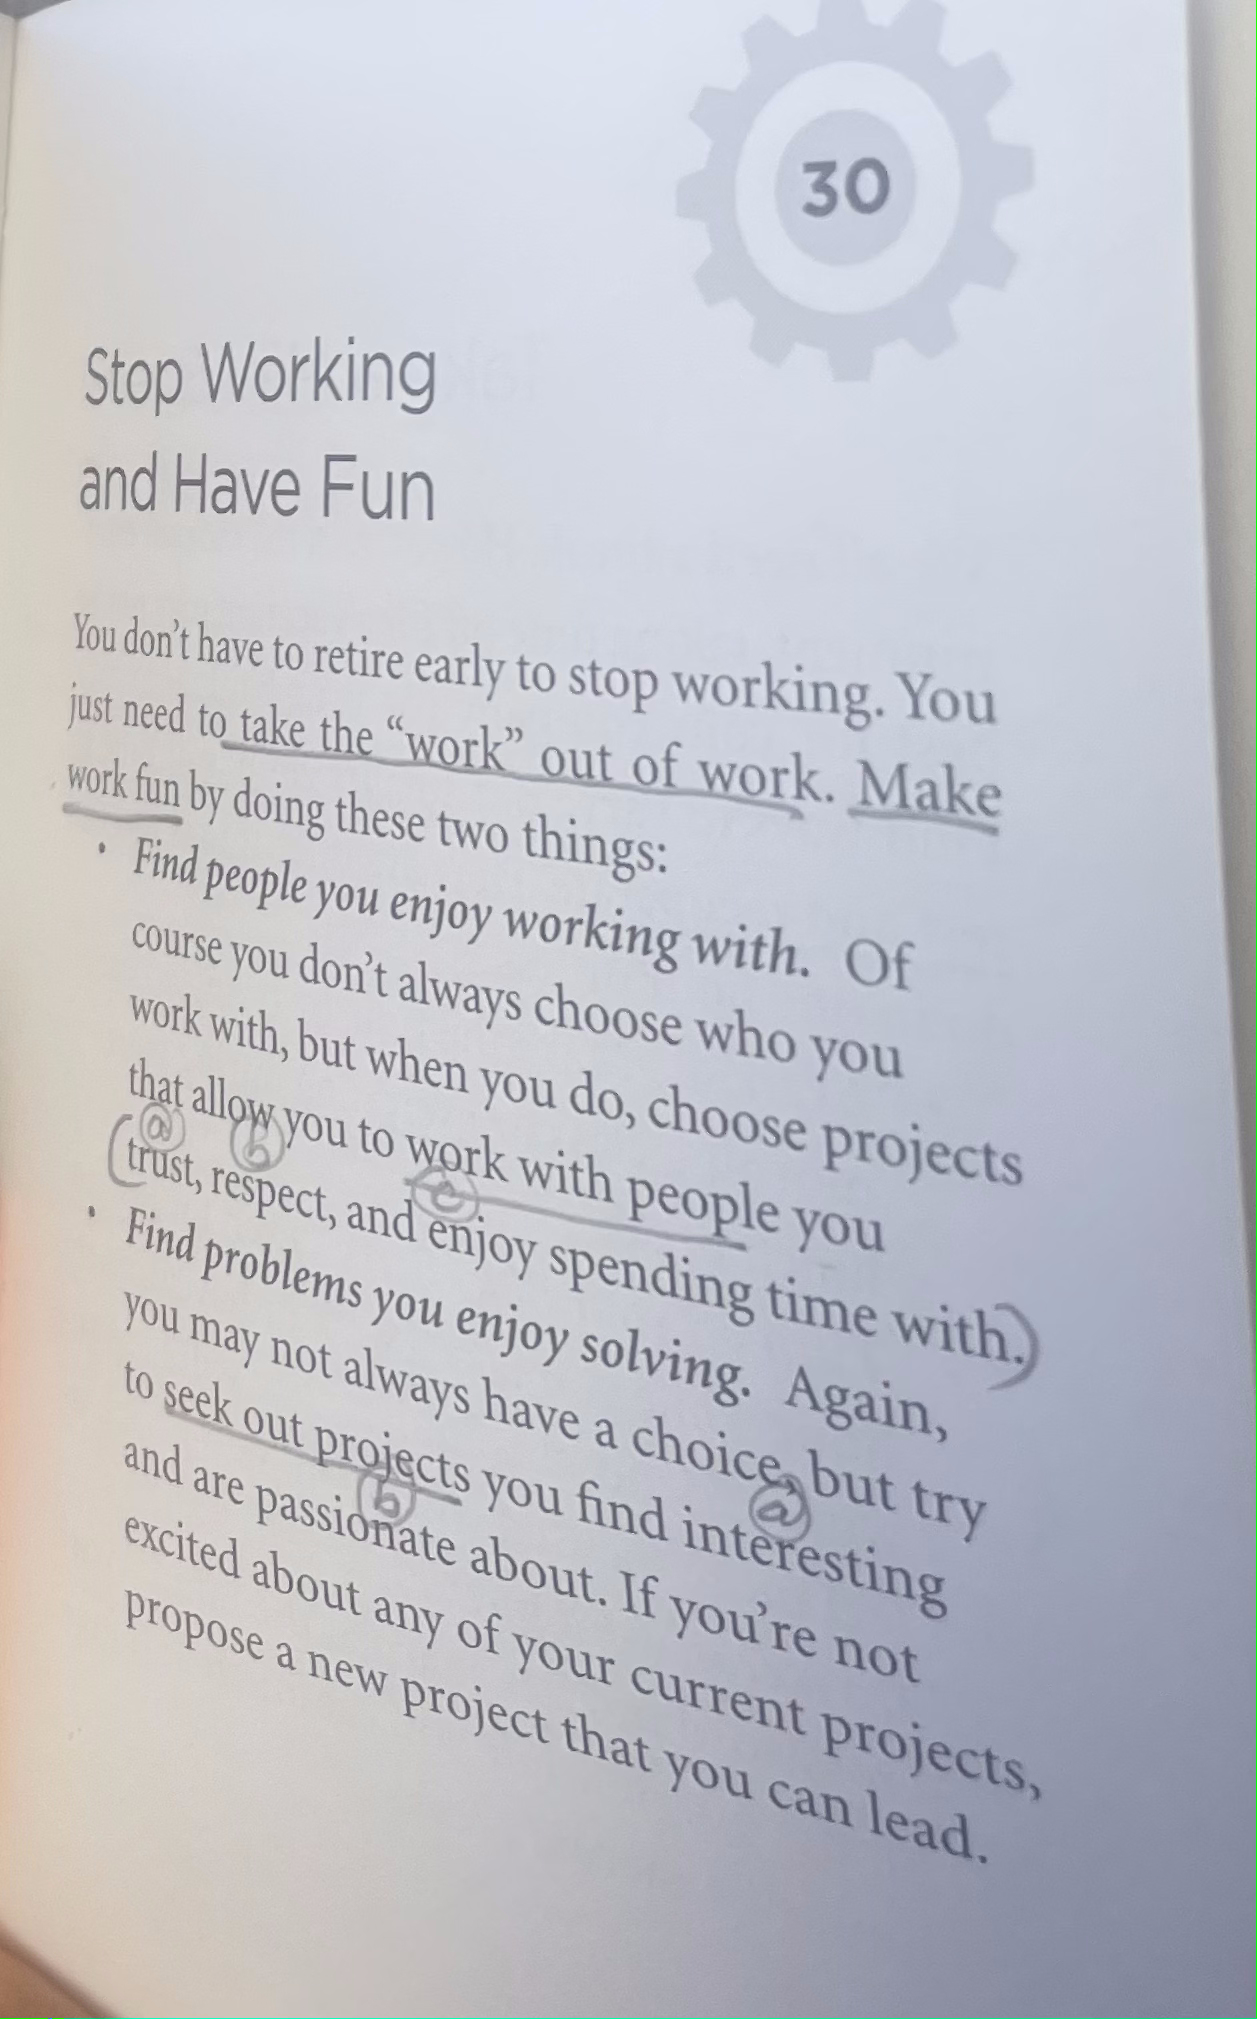 30
Stop Working
and Have Fun
You don't have to retire early to stop working. You
just need to take the “work” out of work. Make
work fun by doing these two things:
• Find people you enjoy working with. Of
course you don't always choose who you
work with, but when you do, choose projects
that allow you to work with people you
(a) (b) (c)
(trust, respect, and enjoy spending time with.)
• Find problems you enjoy solving. Again,
you may not always have a choice, but try
to seek out projects you find interesting
(b) (a)
and are passionate about. If you're not
excited about any of your current projects,
propose a new project that you can lead.